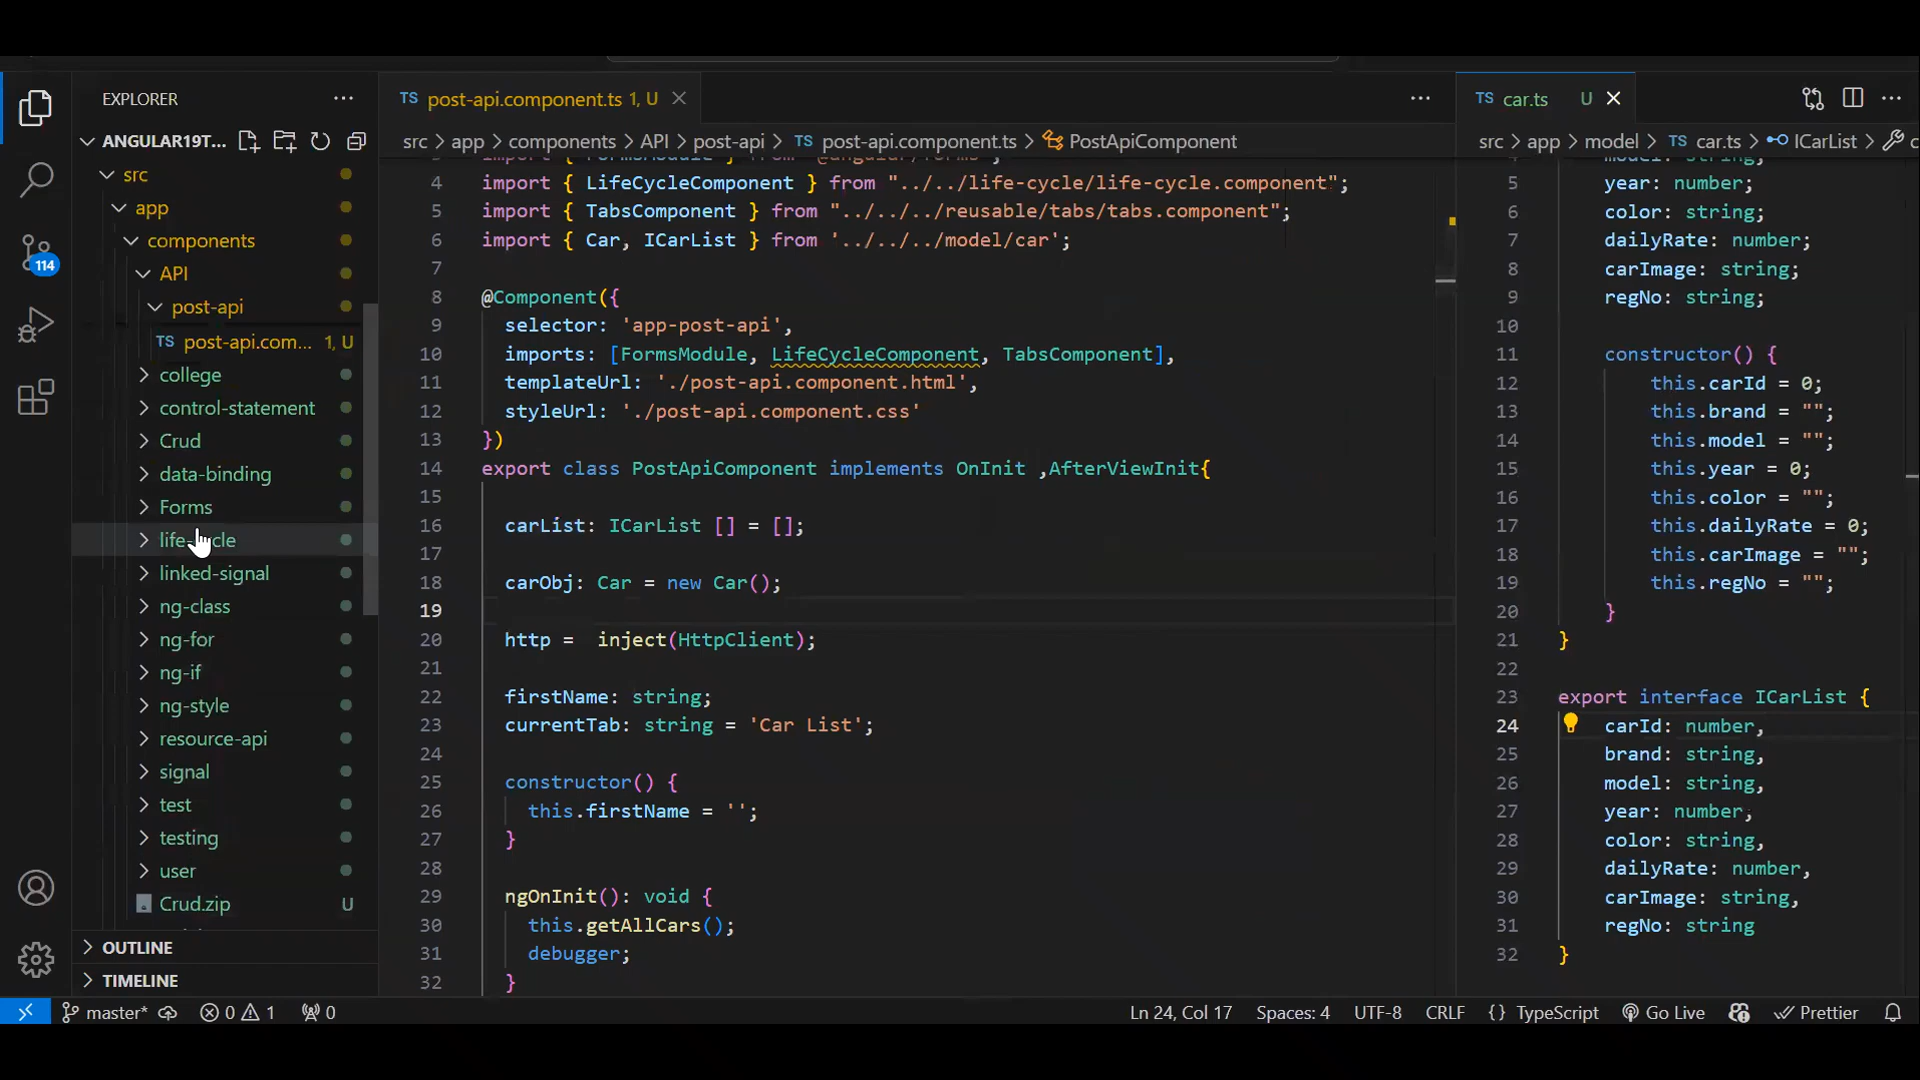 EXPLORER
ANGULAR19T...
src
app
components
API
post-api
TS post-api.com... 1, U
college
control-statement
Crud
data-binding
Forms
linked-signal
ng-class
ng-for
ng-if
ng-style
resource-api
signal
test
testing
user
Crud.zip U
OUTLINE
TIMELINE
114
TS post-api.component.ts 1, U
src > app > components > API > post-api > TS post-api.component.ts > PostApiComponent
4 import { LifeCycleComponent } from "../../life-cycle/life-cycle.component";
5 import { TabsComponent } from "../../../reusable/tabs/tabs.component";
6 import { Car, ICarList } from '../../../model/car';
7
8 @Component({
9 selector: 'app-post-api',
10 imports: [FormsModule, LifeCycleComponent, TabsComponent],
11 templateUrl: './post-api.component.html',
12 styleUrl: './post-api.component.css'
13 })
14 export class PostApiComponent implements OnInit ,AfterViewInit{
15
16 carList: ICarList [] = [];
17
18 carObj: Car = new Car();
19
20 http =  inject(HttpClient);
21
22 firstName: string;
23 currentTab: string = 'Car List';
24
25 constructor() {
26 this.firstName = '';
27 }
28
29 ngOnInit(): void {
30 this.getAllCars();
31 debugger;
32 }
TS car.ts U
src > app > model > TS car.ts > ICarList > c
5 year: number;
6 color: string;
7 dailyRate: number;
8 carImage: string;
9 regNo: string;
10
11 constructor() {
12 this.carId = 0;
13 this.brand = "";
14 this.model = "";
15 this.year = 0;
16 this.color = "";
17 this.dailyRate = 0;
18 this.carImage = "";
19 this.regNo = "";
20 }
21 }
22
23 export interface ICarList {
24 carId: number,
25 brand: string,
26 model: string,
27 year: number,
28 color: string,
29 dailyRate: number,
30 carImage: string,
31 regNo: string
32 }
master* 0 1 0 Ln 24, Col 17 Spaces: 4 UTF-8 CRLF {} TypeScript Go Live Prettier